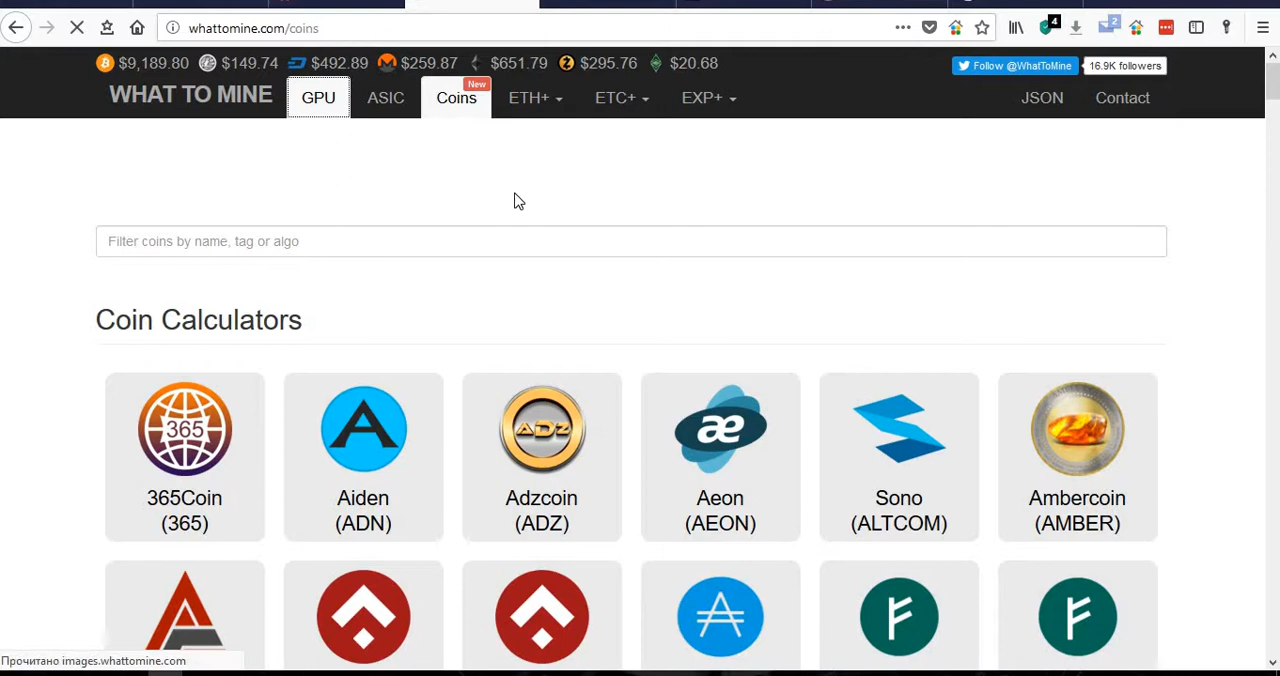 whattomine.com/coins
4
2
$9,189.80 $149.74 $492.89 $259.87 $651.79 $295.76 $20.68
Follow @WhatToMine 16.9K followers
WHAT TO MINE GPU ASIC Coins New ETH+ ETC+ EXP+ JSON Contact
Filter coins by name, tag or algo
Coin Calculators
365
ADZ
æ
365Coin
(365)
Aiden
(ADN)
Adzcoin
(ADZ)
Aeon
(AEON)
Sono
(ALTCOM)
Ambercoin
(AMBER)
Прочитано images.whattomine.com